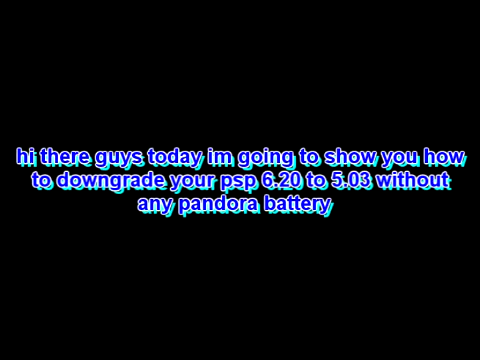 hi there guys today im going to show you how
to downgrade your psp 6.20 to 5.03 without
any pandora battery